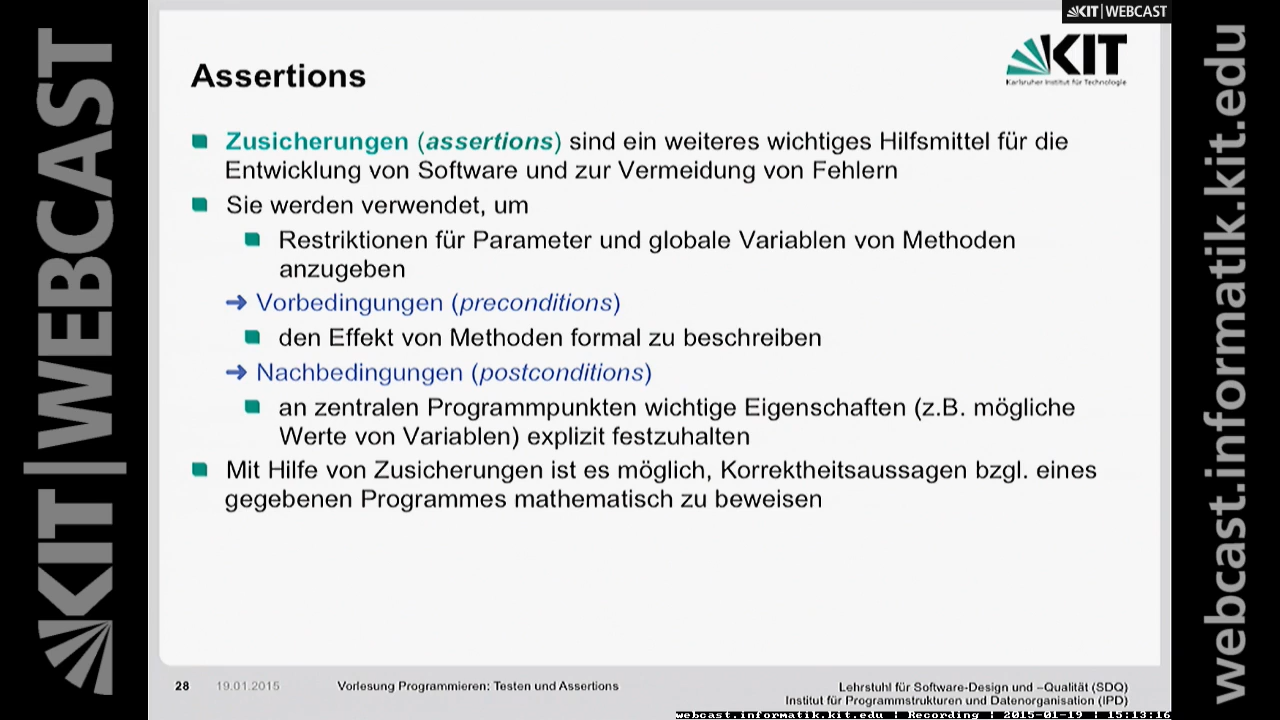 KIT | WEBCAST
KIT | WEBCAST
KIT
Karlsruher Institut für Technologie
Assertions
Zusicherungen (assertions) sind ein weiteres wichtiges Hilfsmittel für die
Entwicklung von Software und zur Vermeidung von Fehlern
Sie werden verwendet, um
Restriktionen für Parameter und globale Variablen von Methoden
anzugeben
➔ Vorbedingungen (preconditions)
den Effekt von Methoden formal zu beschreiben
➔ Nachbedingungen (postconditions)
an zentralen Programmpunkten wichtige Eigenschaften (z.B. mögliche
Werte von Variablen) explizit festzuhalten
Mit Hilfe von Zusicherungen ist es möglich, Korrektheitsaussagen bzgl. eines
gegebenen Programmes mathematisch zu beweisen
28 19.01.2015 Vorlesung Programmieren: Testen und Assertions
Lehrstuhl für Software-Design und –Qualität (SDQ)
Institut für Programmstrukturen und Datenorganisation (IPD)
webcast.informatik.kit.edu | Recording | 2015-01-19 | 15:13:16
webcast.informatik.kit.edu